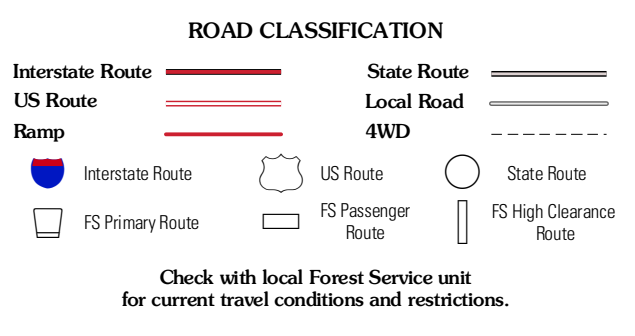 ROAD CLASSIFICATION
Interstate Route
State Route
US Route
Local Road
Ramp
4WD
Interstate Route
US Route
State Route
FS Primary Route
FS Passenger
Route
FS High Clearance
Route
Check with local Forest Service unit
for current travel conditions and restrictions.